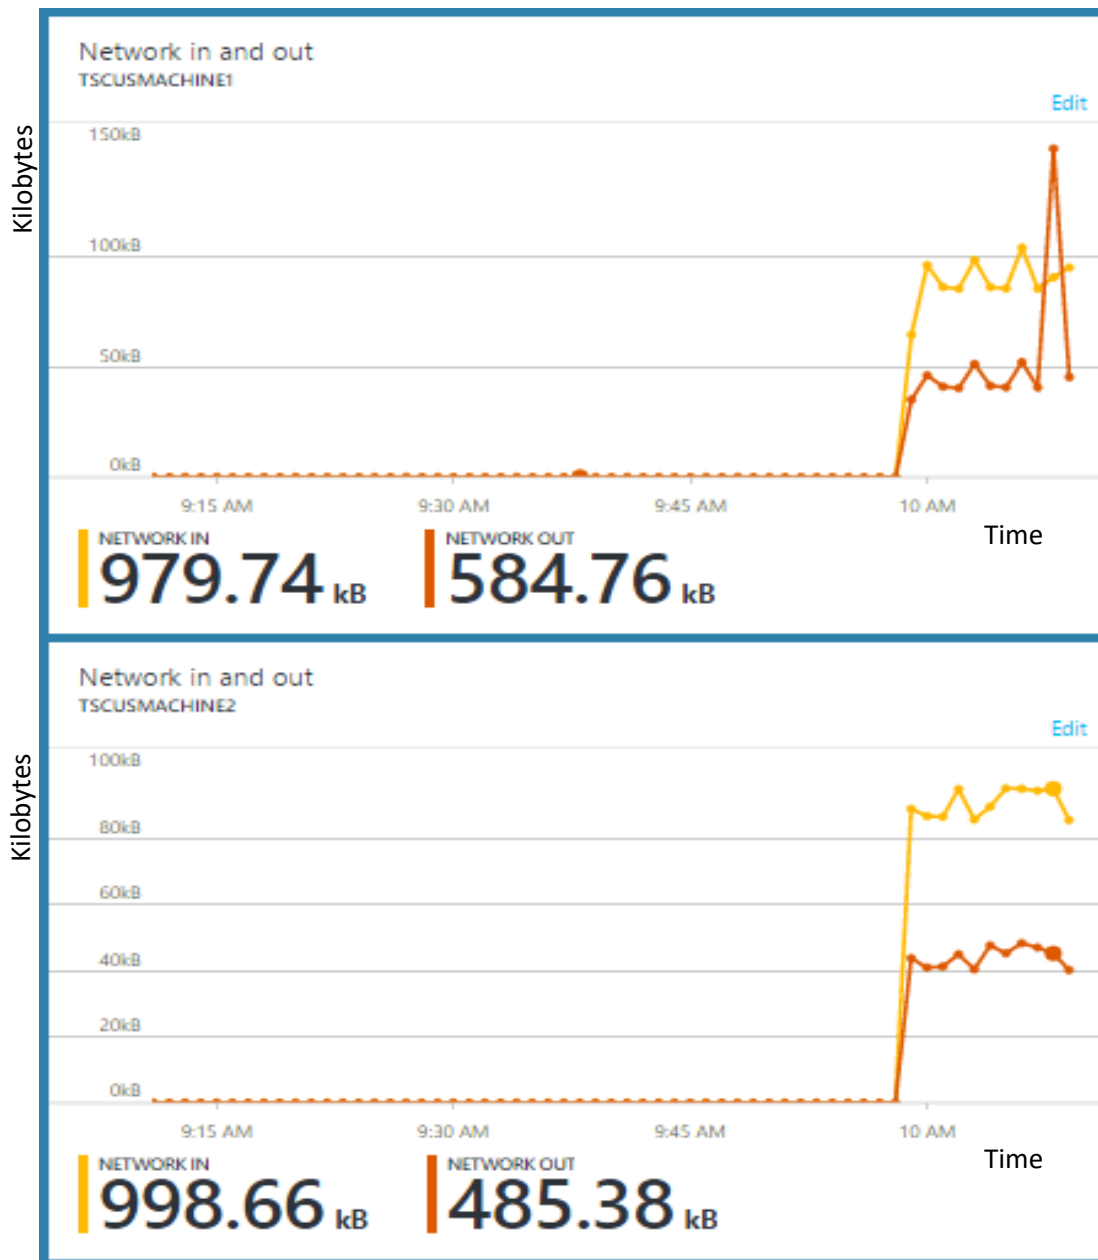 Network in and out
TSCUSMACHINE1
Edit
Kilobytes
150kB
100kB
50kB
0kB
9:15 AM 9:30 AM 9:45 AM 10 AM
Time
NETWORK IN NETWORK OUT
979.74 kB 584.76 kB
Network in and out
TSCUSMACHINE2
Edit
Kilobytes
100kB
80kB
60kB
40kB
20kB
0kB
9:15 AM 9:30 AM 9:45 AM 10 AM
Time
NETWORK IN NETWORK OUT
998.66 kB 485.38 kB